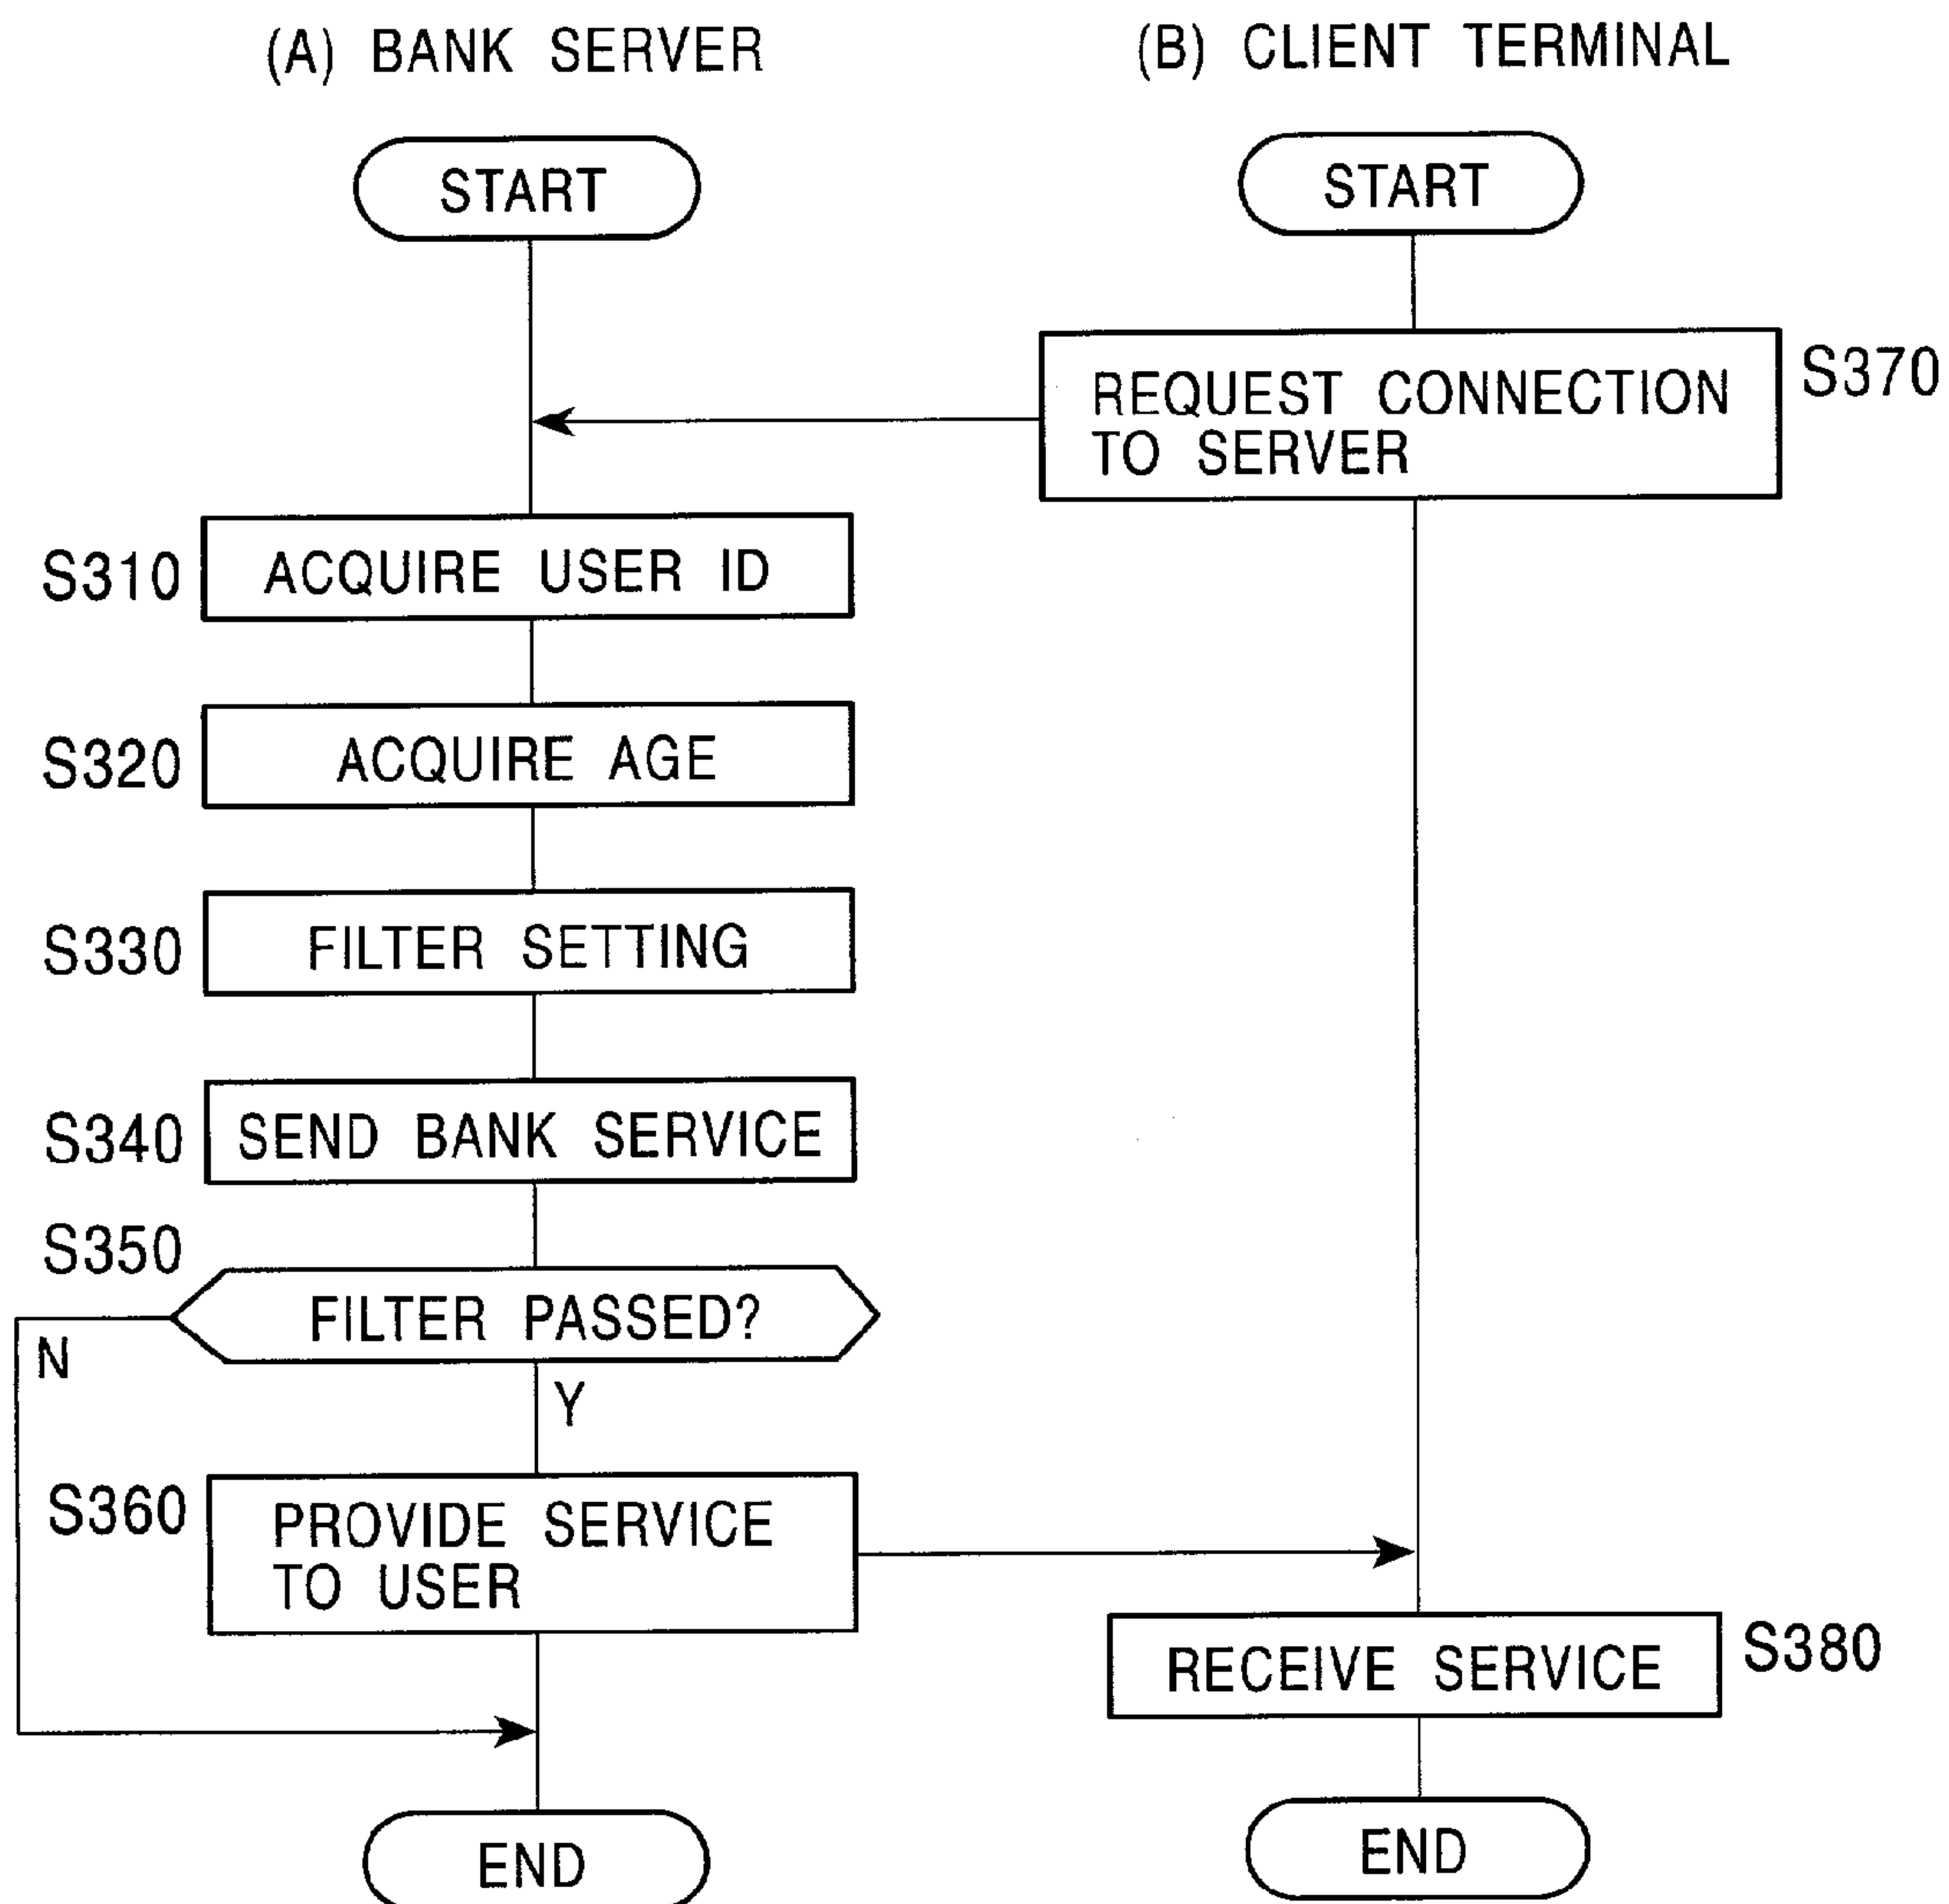 (A) BANK SERVER
(B) CLIENT TERMINAL
START
START
REQUEST CONNECTION
TO SERVER
S370
S310
ACQUIRE USER ID
S320
ACQUIRE AGE
S330
FILTER SETTING
S340
SEND BANK SERVICE
S350
FILTER PASSED?
N
Y
S360
PROVIDE SERVICE
TO USER
RECEIVE SERVICE
S380
END
END